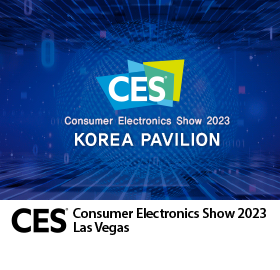 CES®
Consumer Electronics Show 2023
KOREA PAVILION
CES® Consumer Electronics Show 2023
Las Vegas